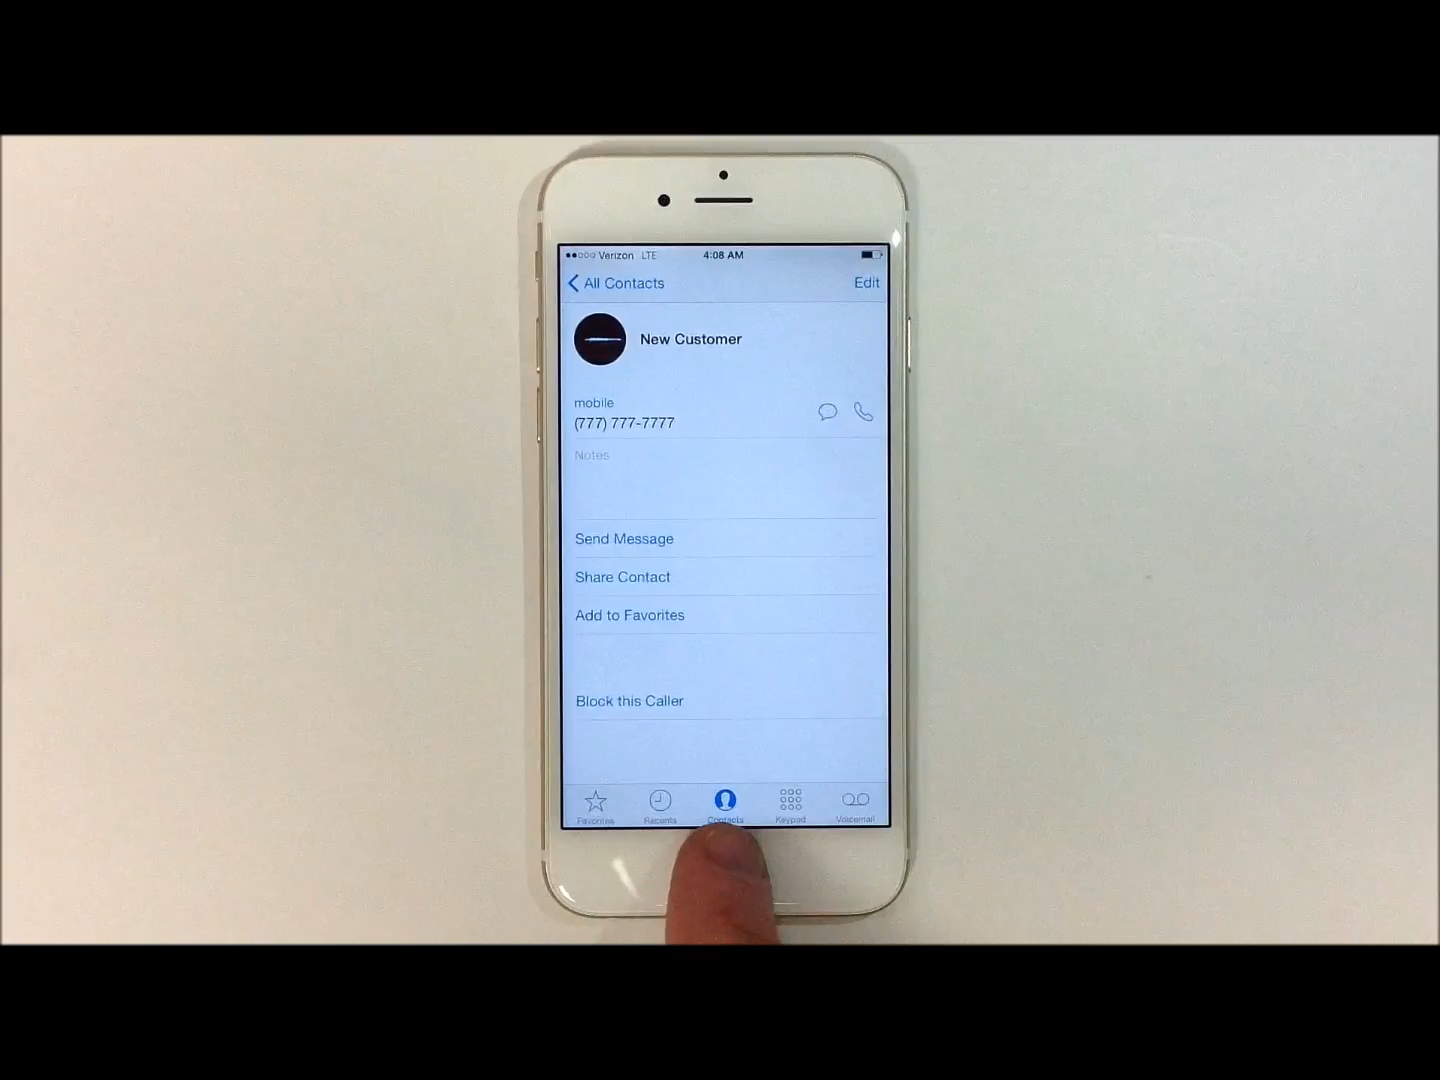 Verizon LTE 4:08 AM
All Contacts Edit
New Customer
mobile
(777) 777-7777
Notes
Send Message
Share Contact
Add to Favorites
Block this Caller
Favorites Recents Contacts Keypad Voicemail